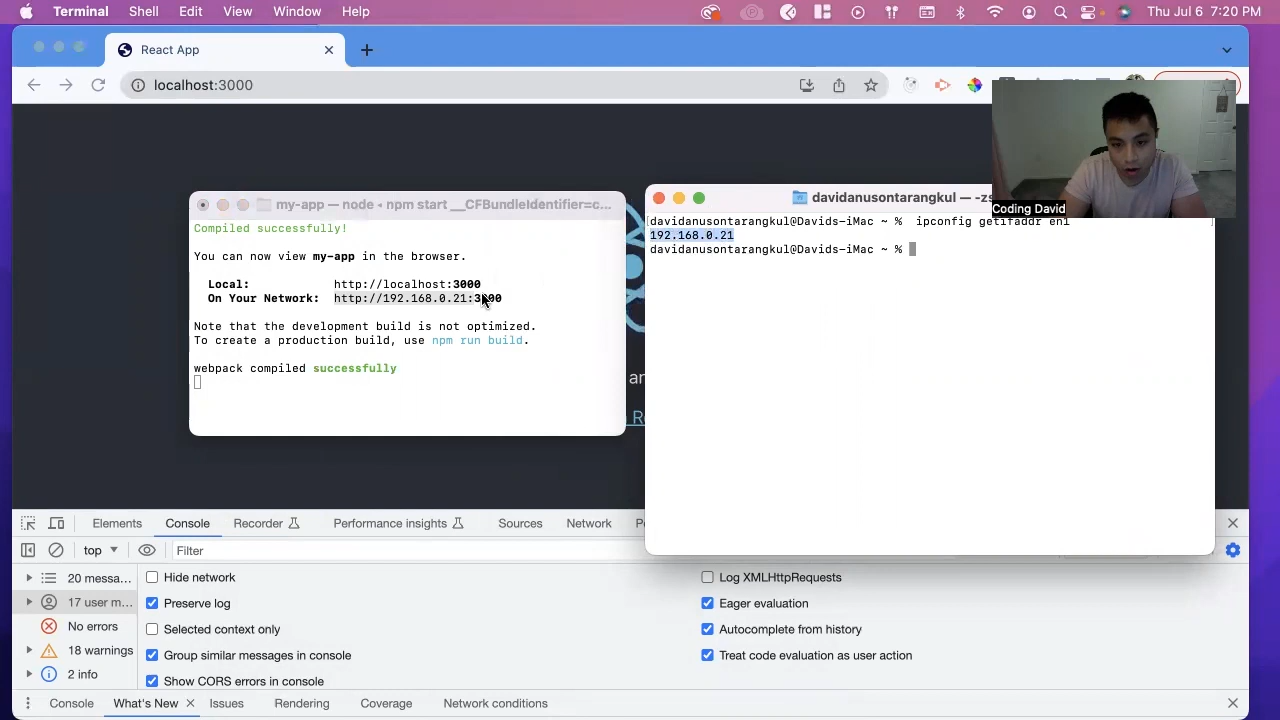 Terminal Shell Edit View Window Help Thu Jul 6 7:20 PM
React App
localhost:3000
Coding David
my-app — node ◂ npm start __CFBundleIdentifier=c...
Compiled successfully!
You can now view my-app in the browser.
Local: http://localhost:3000
On Your Network: http://192.168.0.21:3000
Note that the development build is not optimized.
To create a production build, use npm run build.
webpack compiled successfully
davidanusontarangkul — -zs
davidanusontarangkul@Davids-iMac ~ % ipconfig getifaddr en1
192.168.0.21
davidanusontarangkul@Davids-iMac ~ %
an
Elements Console Recorder Performance insights Sources Network
top Filter
20 messa...
17 user m...
No errors
18 warnings
2 info
Hide network
Preserve log
Selected context only
Group similar messages in console
Show CORS errors in console
Log XMLHttpRequests
Eager evaluation
Autocomplete from history
Treat code evaluation as user action
Console What's New Issues Rendering Coverage Network conditions